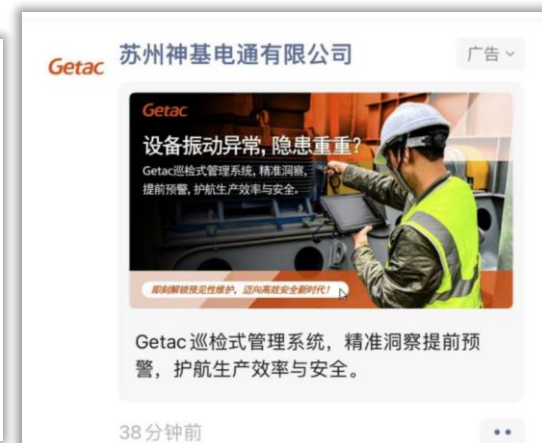 Getac
苏州神基电通有限公司
广告
Getac
设备振动异常, 隐患重重?
Getac巡检式管理系统, 精准洞察,
提前预警, 护航生产效率与安全。
即刻解锁预见性维护，迈向高效安全新时代！
Getac 巡检式管理系统，精准洞察提前预
警，护航生产效率与安全。
38分钟前